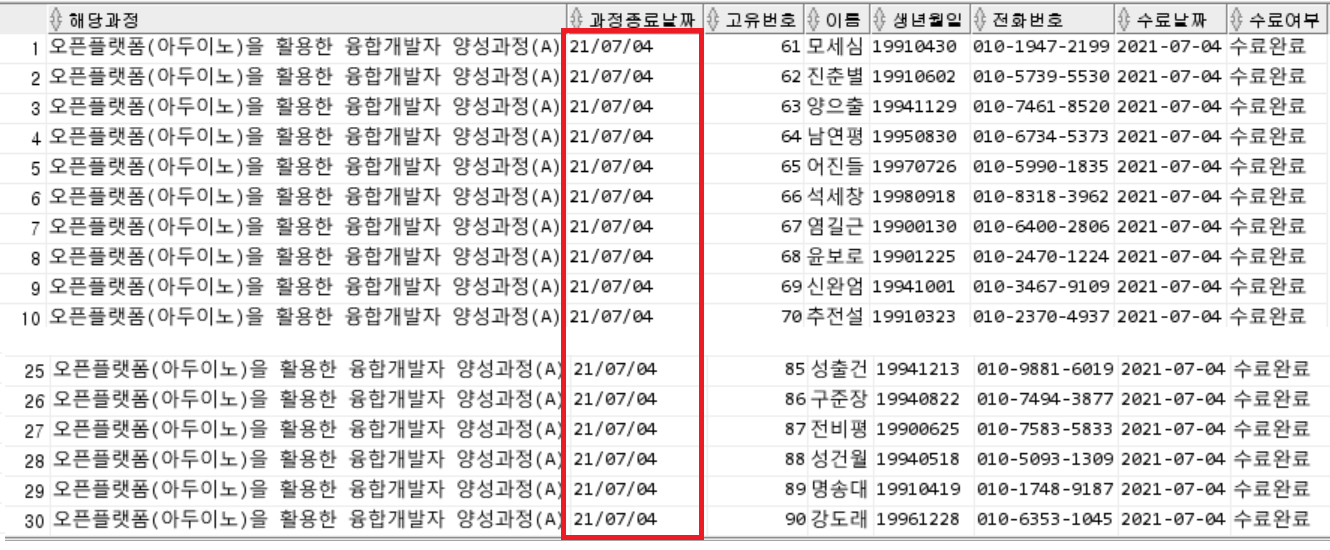 해당과정 과정종료날짜 고유번호 이름 생년월일 전화번호 수료날짜 수료여부
1 오픈플랫폼(아두이노)을 활용한 융합개발자 양성과정(A) 21/07/04 61 모세심 19910430 010-1947-2199 2021-07-04 수료완료
2 오픈플랫폼(아두이노)을 활용한 융합개발자 양성과정(A) 21/07/04 62 진춘별 19910602 010-5739-5530 2021-07-04 수료완료
3 오픈플랫폼(아두이노)을 활용한 융합개발자 양성과정(A) 21/07/04 63 양으출 19941129 010-7461-8520 2021-07-04 수료완료
4 오픈플랫폼(아두이노)을 활용한 융합개발자 양성과정(A) 21/07/04 64 남연평 19950830 010-6734-5373 2021-07-04 수료완료
5 오픈플랫폼(아두이노)을 활용한 융합개발자 양성과정(A) 21/07/04 65 어진들 19970726 010-5990-1835 2021-07-04 수료완료
6 오픈플랫폼(아두이노)을 활용한 융합개발자 양성과정(A) 21/07/04 66 석세창 19980918 010-8318-3962 2021-07-04 수료완료
7 오픈플랫폼(아두이노)을 활용한 융합개발자 양성과정(A) 21/07/04 67 염길근 19900130 010-6400-2806 2021-07-04 수료완료
8 오픈플랫폼(아두이노)을 활용한 융합개발자 양성과정(A) 21/07/04 68 윤보로 19901225 010-2470-1224 2021-07-04 수료완료
9 오픈플랫폼(아두이노)을 활용한 융합개발자 양성과정(A) 21/07/04 69 신완엄 19941001 010-3467-9109 2021-07-04 수료완료
10 오픈플랫폼(아두이노)을 활용한 융합개발자 양성과정(A) 21/07/04 70 추전설 19910323 010-2370-4937 2021-07-04 수료완료
25 오픈플랫폼(아두이노)을 활용한 융합개발자 양성과정(A) 21/07/04 85 성출건 19941213 010-9881-6019 2021-07-04 수료완료
26 오픈플랫폼(아두이노)을 활용한 융합개발자 양성과정(A) 21/07/04 86 구준장 19940822 010-7494-3877 2021-07-04 수료완료
27 오픈플랫폼(아두이노)을 활용한 융합개발자 양성과정(A) 21/07/04 87 전비평 19900625 010-7583-5833 2021-07-04 수료완료
28 오픈플랫폼(아두이노)을 활용한 융합개발자 양성과정(A) 21/07/04 88 성건월 19940518 010-5093-1309 2021-07-04 수료완료
29 오픈플랫폼(아두이노)을 활용한 융합개발자 양성과정(A) 21/07/04 89 명송대 19910419 010-1748-9187 2021-07-04 수료완료
30 오픈플랫폼(아두이노)을 활용한 융합개발자 양성과정(A) 21/07/04 90 강도래 19961228 010-6353-1045 2021-07-04 수료완료